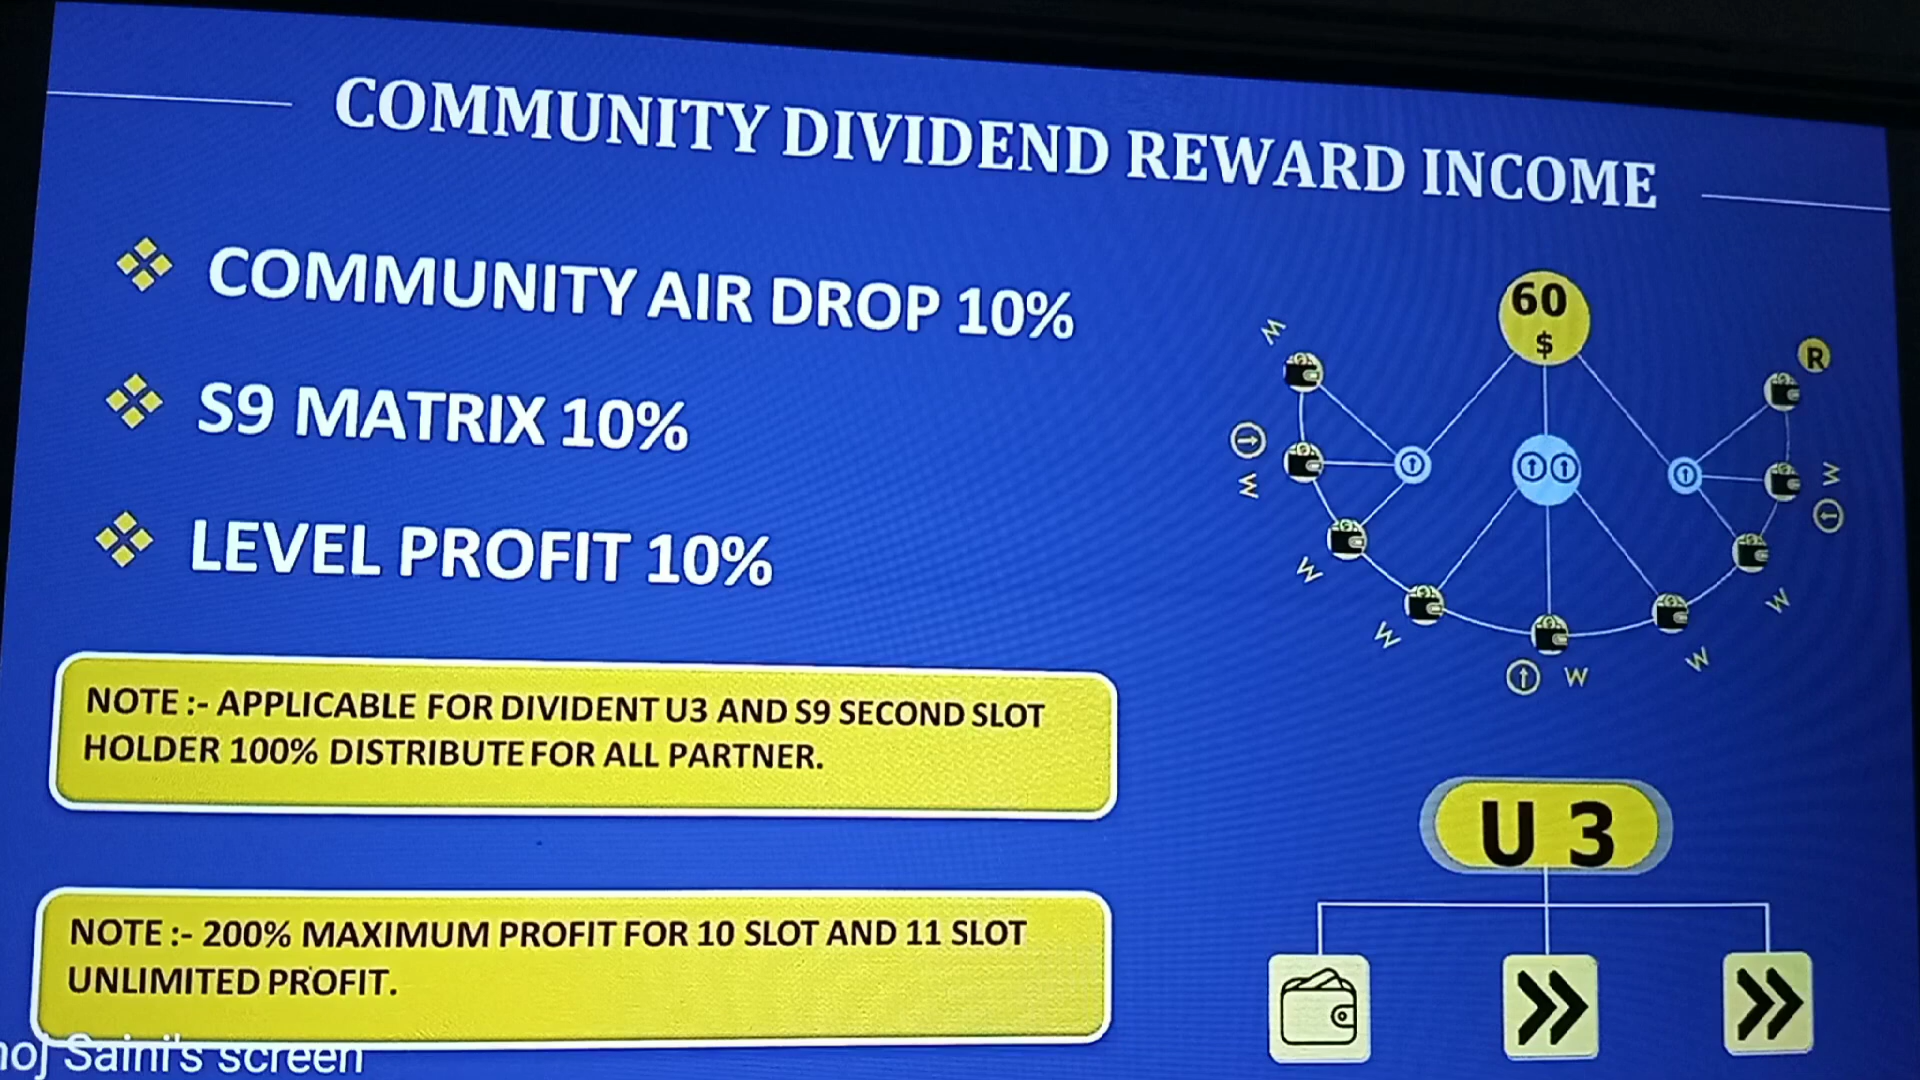 COMMUNITY DIVIDEND REWARD INCOME
COMMUNITY AIR DROP 10%
S9 MATRIX 10%
LEVEL PROFIT 10%
NOTE :- APPLICABLE FOR DIVIDENT U3 AND S9 SECOND SLOT
HOLDER 100% DISTRIBUTE FOR ALL PARTNER.
NOTE :- 200% MAXIMUM PROFIT FOR 10 SLOT AND 11 SLOT
UNLIMITED PROFIT.
60
$
R
W
W
W
W
W
W
W
W
U 3
Saini's screen